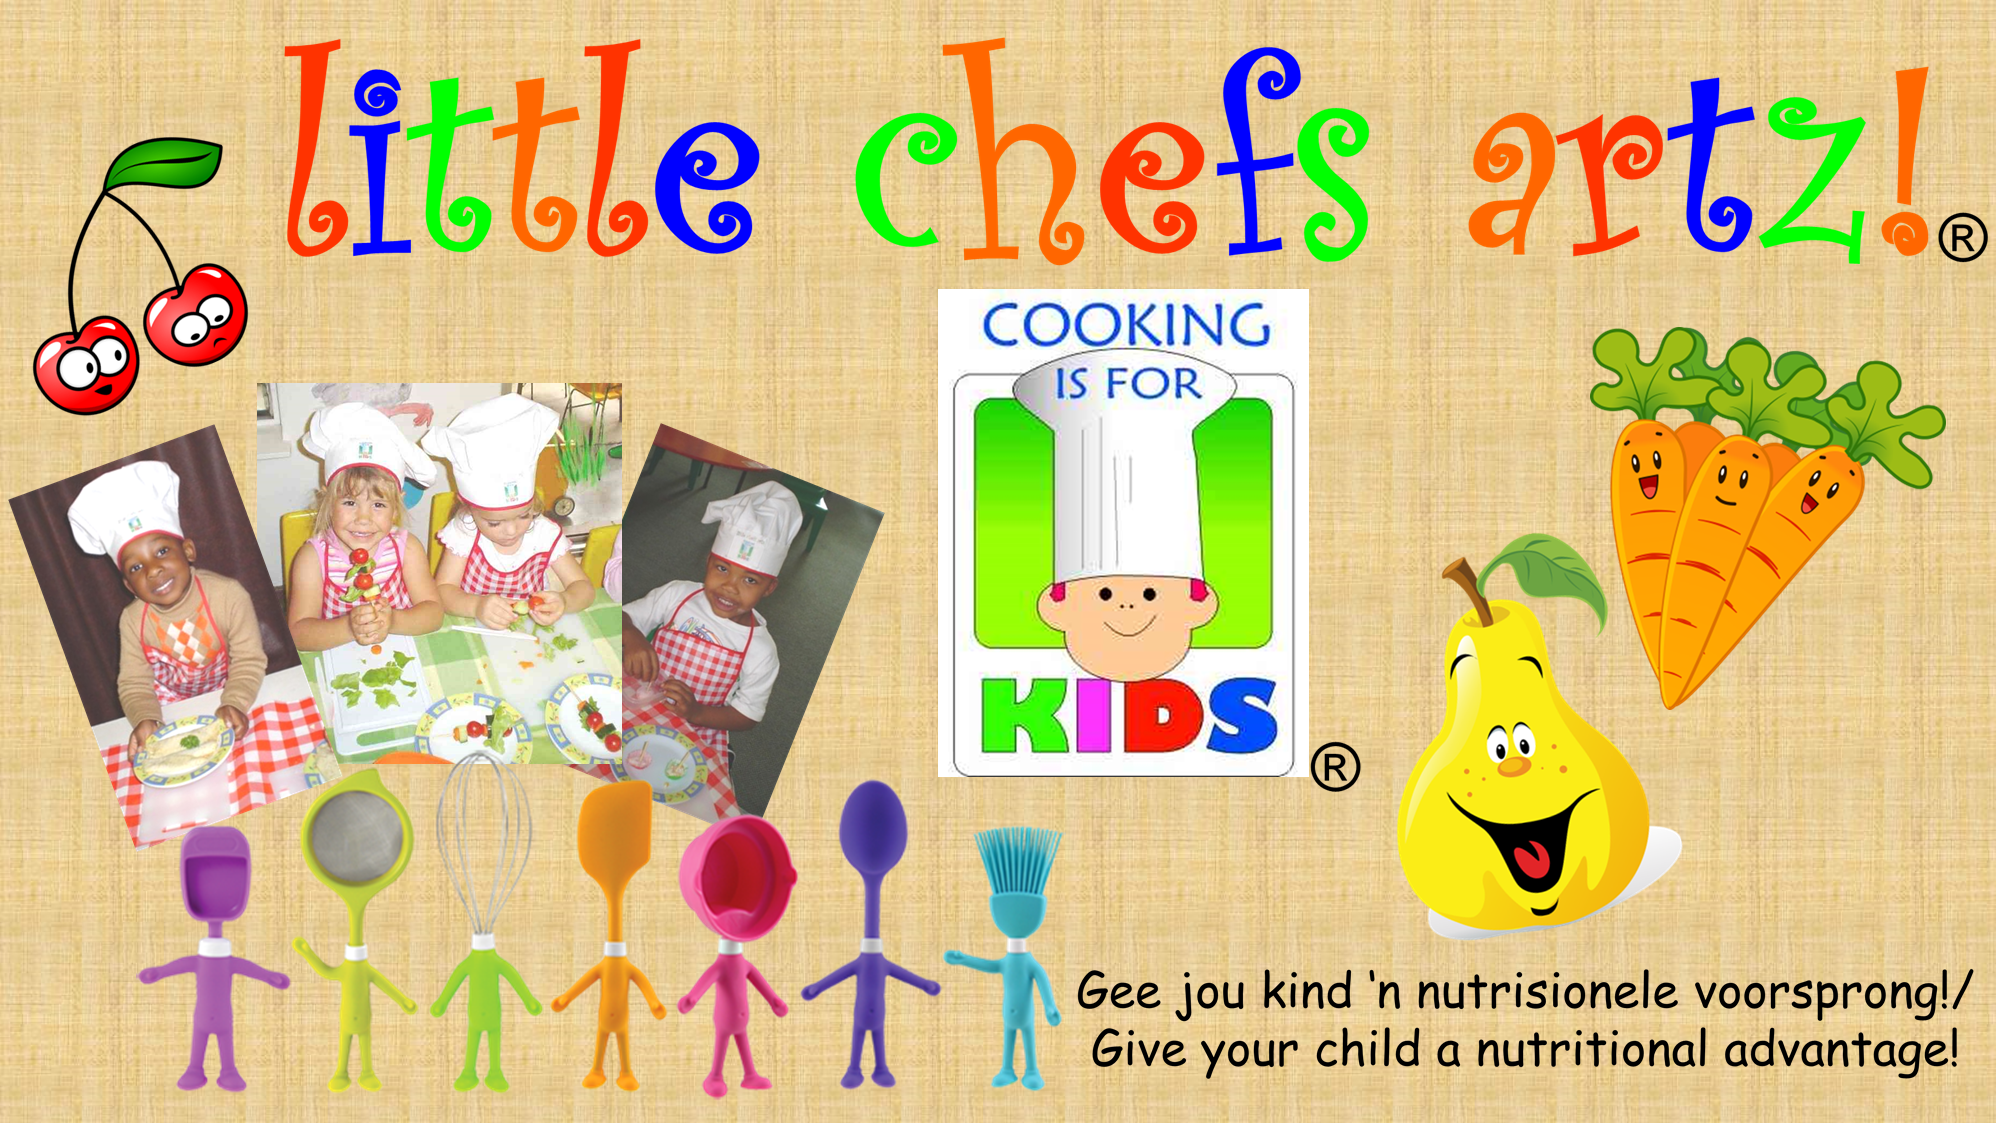 little chefs artz!®
COOKING
IS FOR
KIDS
®
Gee jou kind ‘n nutrisionele voorsprong!/
Give your child a nutritional advantage!